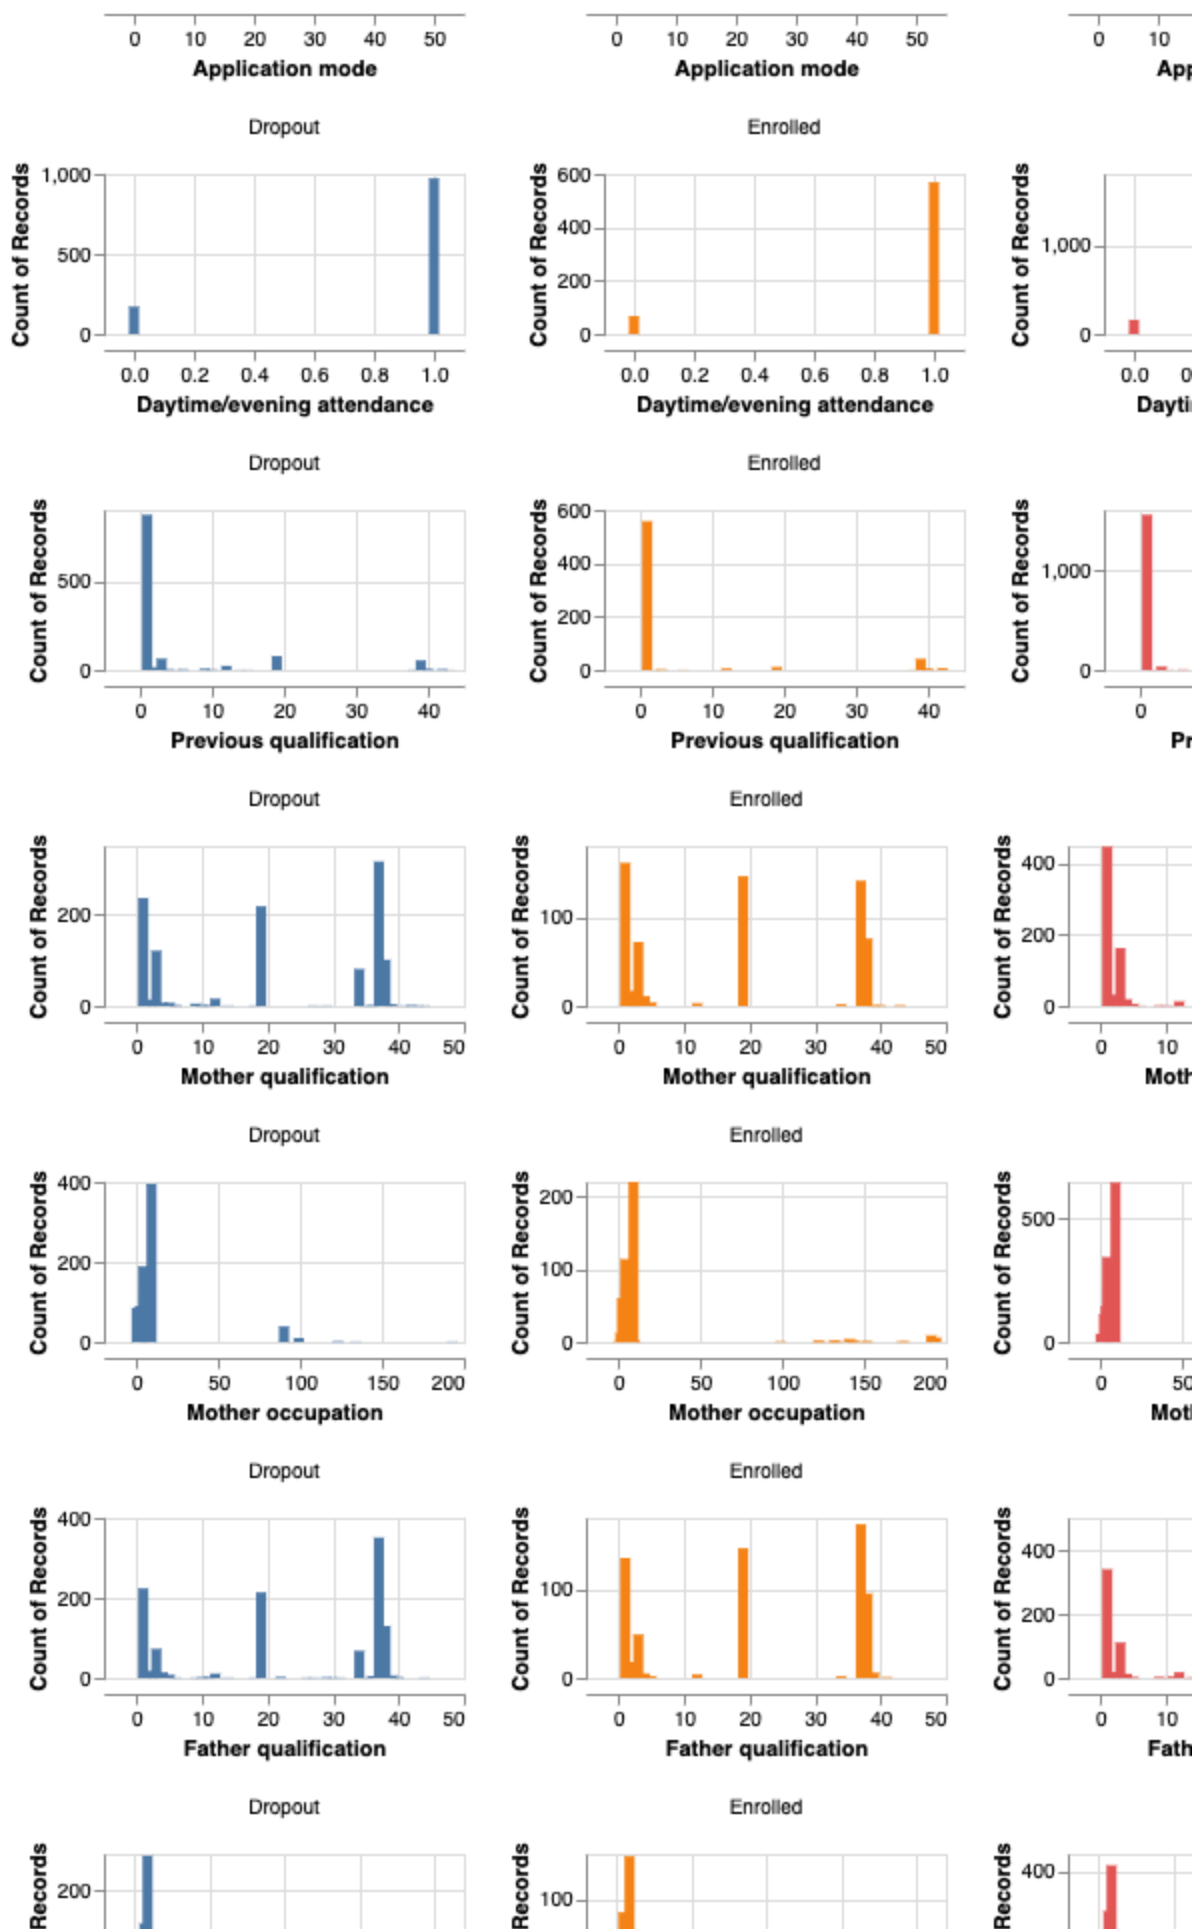 0 10 20 30 40 50 0 10 20 30 40 50 0 10
Application mode Application mode App
Dropout Enrolled
Count of Records 1,000 500 0 Count of Records 600 400 200 0 Count of Records 1,000 0
0.0 0.2 0.4 0.6 0.8 1.0 0.0 0.2 0.4 0.6 0.8 1.0 0.0 0
Daytime/evening attendance Daytime/evening attendance Dayti
Dropout Enrolled
Count of Records 500 0 Count of Records 600 400 200 0 Count of Records 1,000 0
0 10 20 30 40 0 10 20 30 40 0
Previous qualification Previous qualification Pr
Dropout Enrolled
Count of Records 200 0 Count of Records 100 0 Count of Records 400 200 0
0 10 20 30 40 50 0 10 20 30 40 50 0 10
Mother qualification Mother qualification Moth
Dropout Enrolled
Count of Records 400 200 0 Count of Records 200 100 0 Count of Records 500 0
0 50 100 150 200 0 50 100 150 200 0 50
Mother occupation Mother occupation Mot
Dropout Enrolled
Count of Records 400 200 0 Count of Records 100 0 Count of Records 400 200 0
0 10 20 30 40 50 0 10 20 30 40 50 0 10
Father qualification Father qualification Fath
Dropout Enrolled
Records 200 Records 100 Records 400